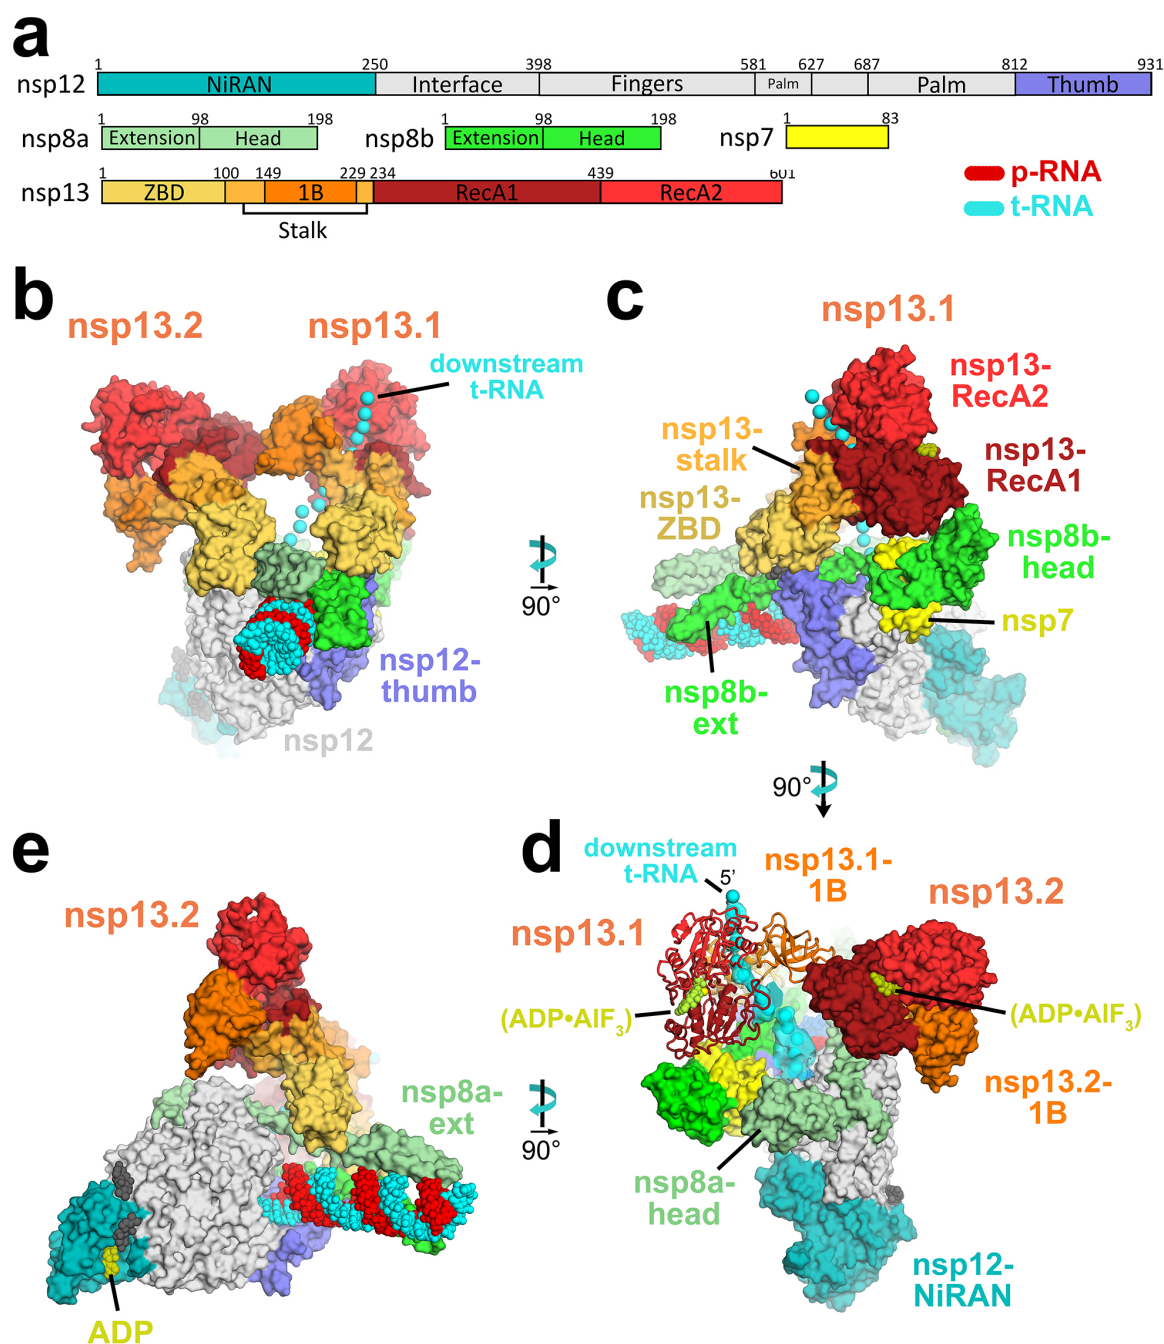 a
1 250 398 581 627 687 812 931
nsp12 NiRAN Interface Fingers Palm Palm Thumb
1 98 198 1 98 198 1 83
nsp8a Extension Head nsp8b Extension Head nsp7
1 100 149 229 234 439 601
nsp13 ZBD 1B RecA1 RecA2
Stalk
p-RNA
t-RNA
b
nsp13.2 nsp13.1
downstream
t-RNA
nsp12-
thumb
nsp12
90°
c
nsp13.1
nsp13-
RecA2
nsp13-
stalk
nsp13-
RecA1
nsp13-
ZBD
nsp8b-
head
nsp7
nsp8b-
ext
90°
e
nsp13.2
nsp8a-
ext
ADP
90°
d
downstream
t-RNA
5’
nsp13.1-
1B
nsp13.2
nsp13.1
(ADP•AlF3)
(ADP•AlF3)
nsp13.2-
1B
nsp8a-
head
nsp12-
NiRAN